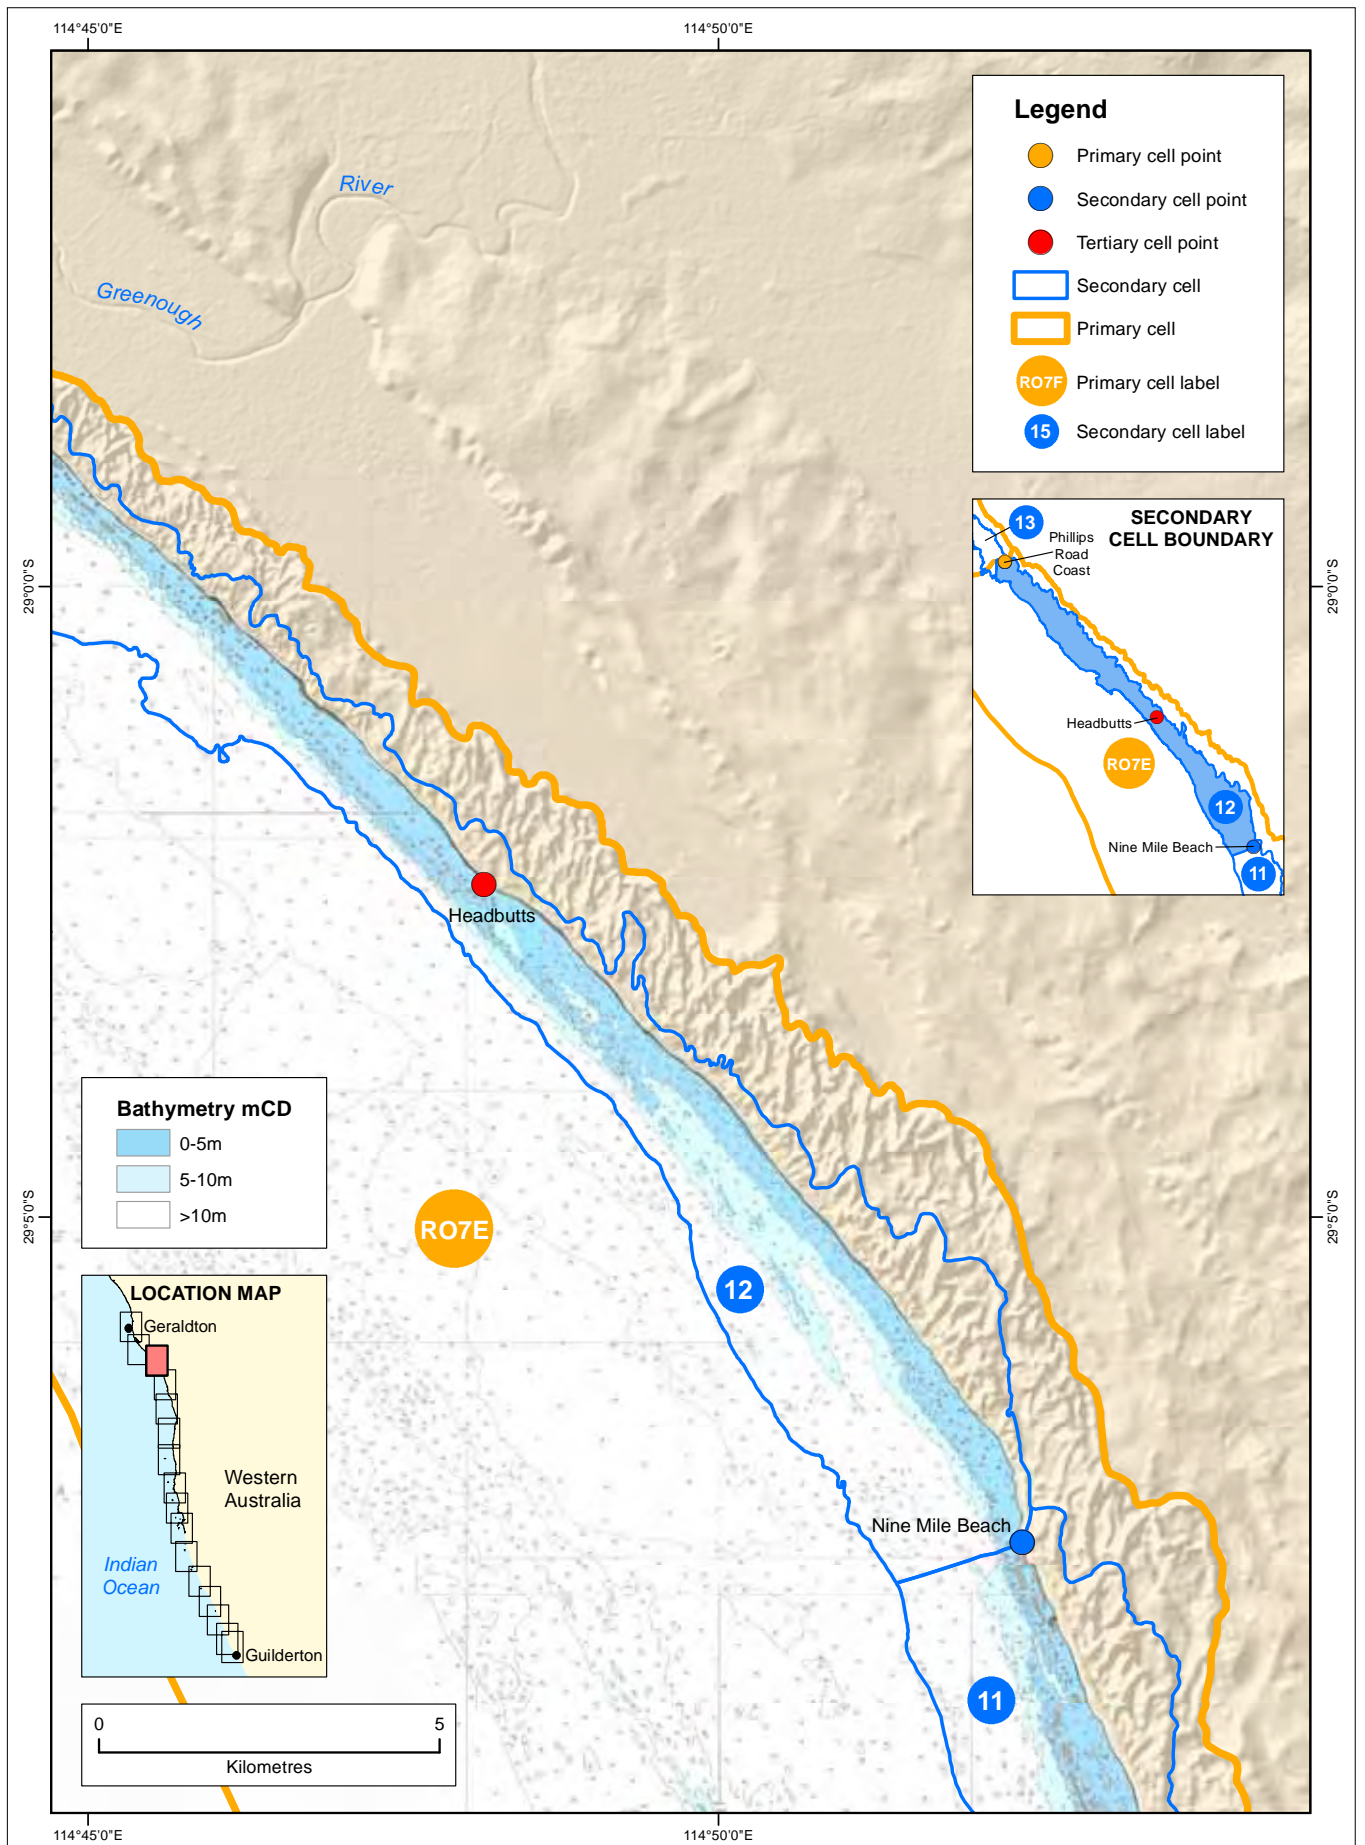 114°45'0"E
114°50'0"E
River
Greenough
Legend
Primary cell point
Secondary cell point
Tertiary cell point
Secondary cell
Primary cell
RO7F
Primary cell label
15
Secondary cell label
29°0'0"S
29°0'0"S
SECONDARY
CELL BOUNDARY
13
Phillips
Road
Coast
Headbutts
RO7E
12
Nine Mile Beach
11
Headbutts
Bathymetry mCD
0-5m
5-10m
>10m
29°5'0"S
29°5'0"S
RO7E
12
LOCATION MAP
Geraldton
Western
Australia
Indian
Ocean
Guilderton
Nine Mile Beach
11
0
5
Kilometres
114°45'0"E
114°50'0"E